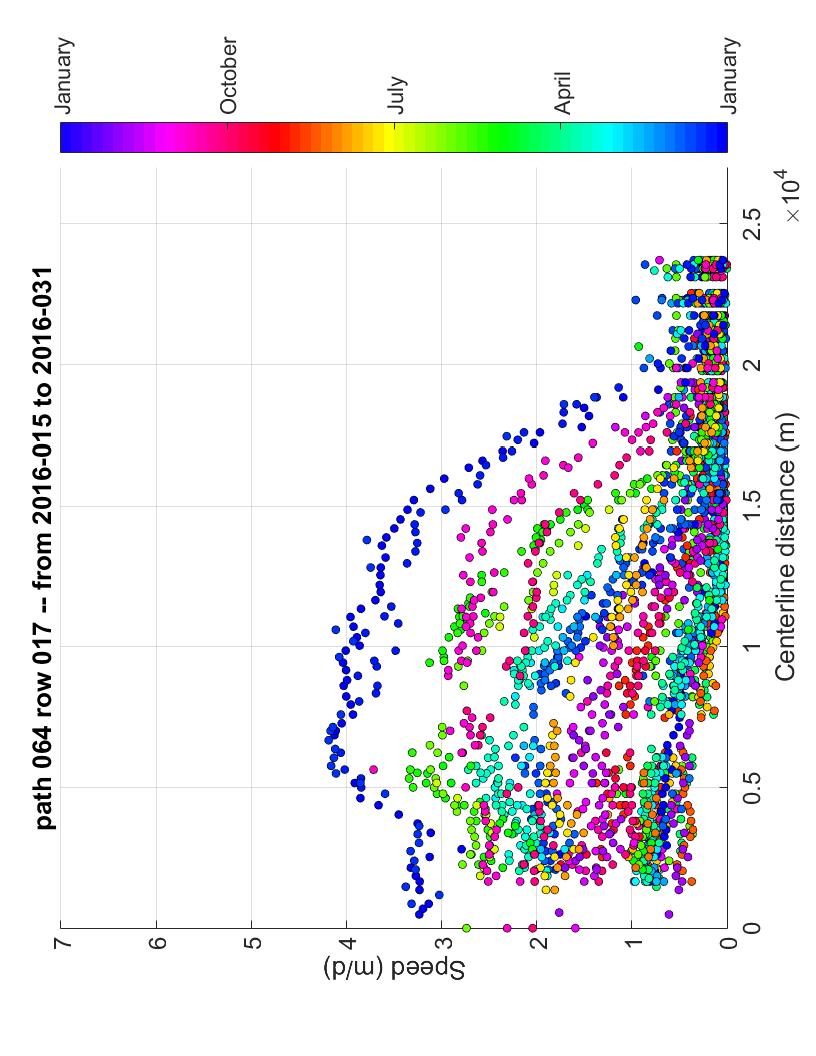 path 064 row 017 -- from 2016-015 to 2016-031
7
6
5
4
3
2
1
0
Speed (m/d)
0
0.5
1
1.5
2
2.5
×10^4
Centerline distance (m)
January
October
July
April
January